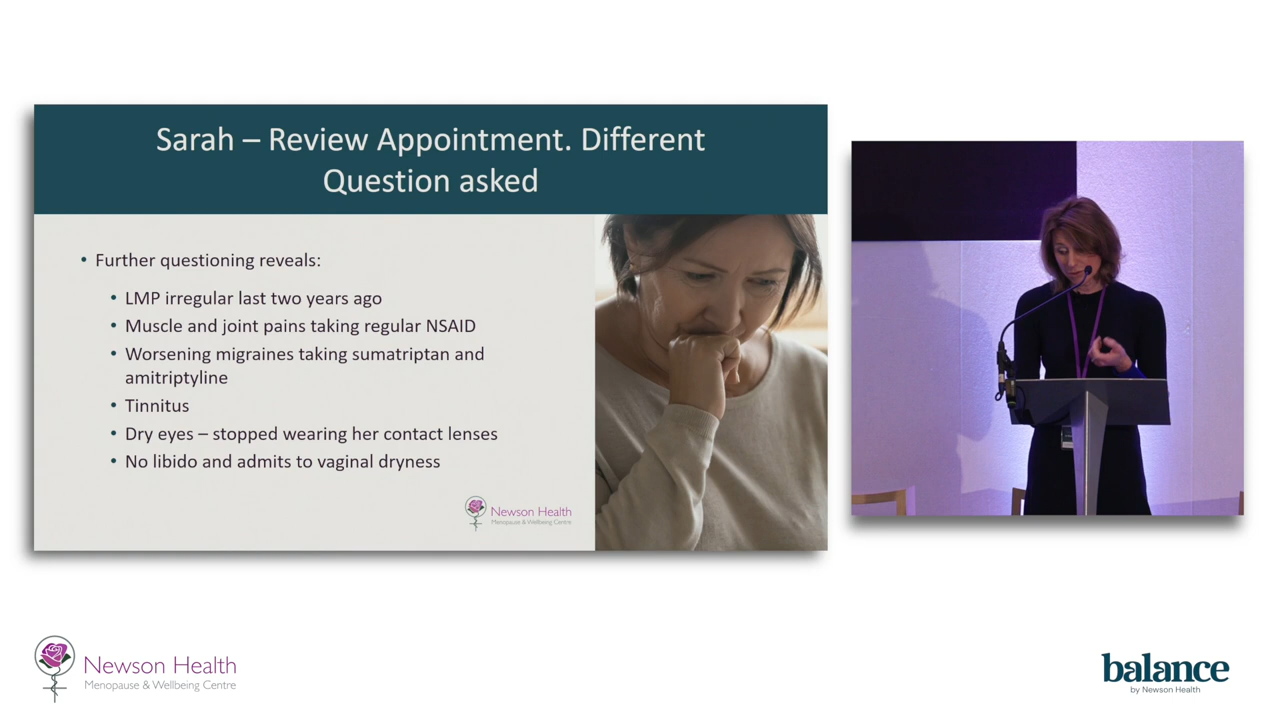 Sarah – Review Appointment. Different
Question asked
• Further questioning reveals:
• LMP irregular last two years ago
• Muscle and joint pains taking regular NSAID
• Worsening migraines taking sumatriptan and
amitriptyline
• Tinnitus
• Dry eyes – stopped wearing her contact lenses
• No libido and admits to vaginal dryness
Newson Health
Menopause & Wellbeing Centre
Newson Health
Menopause & Wellbeing Centre
balance
by Newson Health